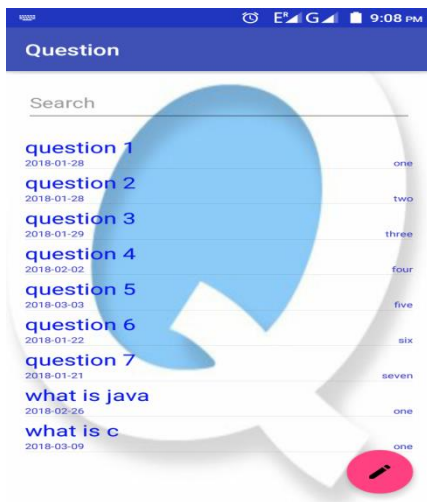 E R G 9:08 PM
Question
Search
question 1
2018-01-28 one
question 2
2018-01-28 two
question 3
2018-01-29 three
question 4
2018-02-02 four
question 5
2018-03-03 five
question 6
2018-01-22 six
question 7
2018-01-21 seven
what is java
2018-02-26 one
what is c
2018-03-09 one